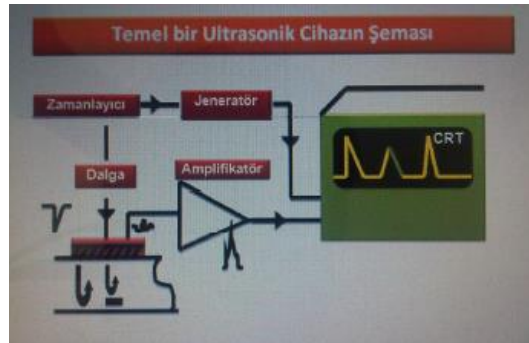 Temel bir Ultrasonik Cihazın Şeması
Zamanlayıcı
Jeneratör
CRT
Amplifikatör
Dalga